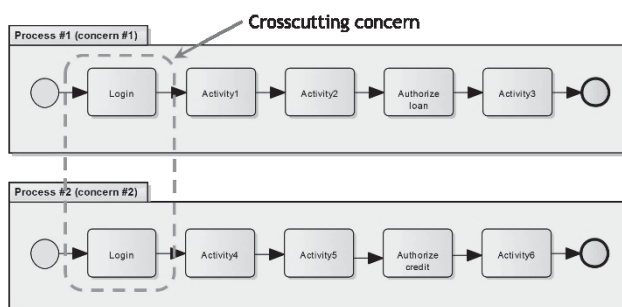 Crosscutting concern
Process #1 (concern #1)
Login
Activity1
Activity2
Authorize
loan
Activity3
Process #2 (concern #2)
Login
Activity4
Activity5
Authorize
credit
Activity6